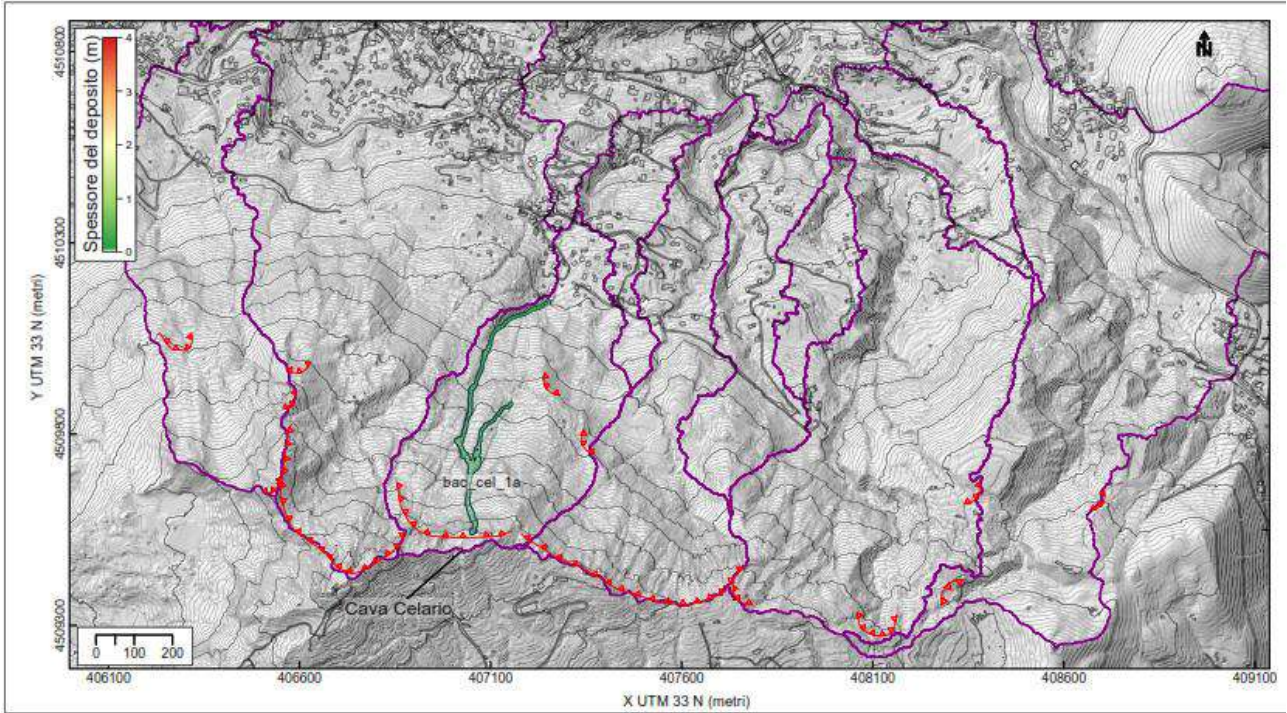 Spessore del deposito (m)
4
3
2
1
0
N
4510800
4510300
4509800
4509300
Y UTM 33 N (metri)
bac_cel_1a
Cava Celario
0 100 200
406100 406600 407100 407600 408100 408600 409100
X UTM 33 N (metri)